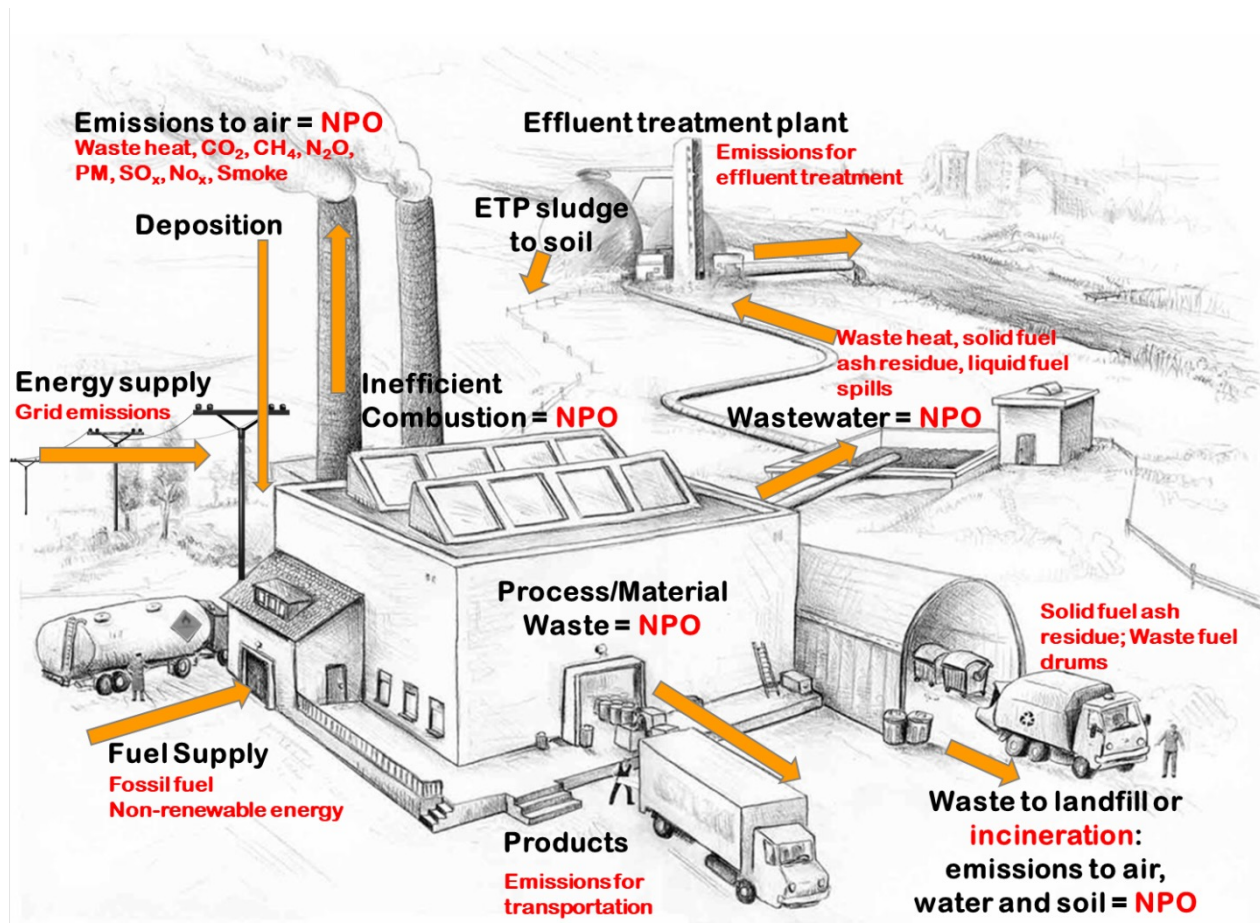 Emissions to air = NPO
Waste heat, CO₂, CH₄, N₂O,
PM, SOₓ, Noₓ, Smoke
Deposition
Effluent treatment plant
Emissions for
effluent treatment
ETP sludge
to soil
Energy supply
Grid emissions
Inefficient
Combustion = NPO
Waste heat, solid fuel
ash residue, liquid fuel
spills
Wastewater = NPO
Process/Material
Waste = NPO
Solid fuel ash
residue; Waste fuel
drums
Fuel Supply
Fossil fuel
Non-renewable energy
Products
Emissions for
transportation
Waste to landfill or
incineration:
emissions to air,
water and soil = NPO